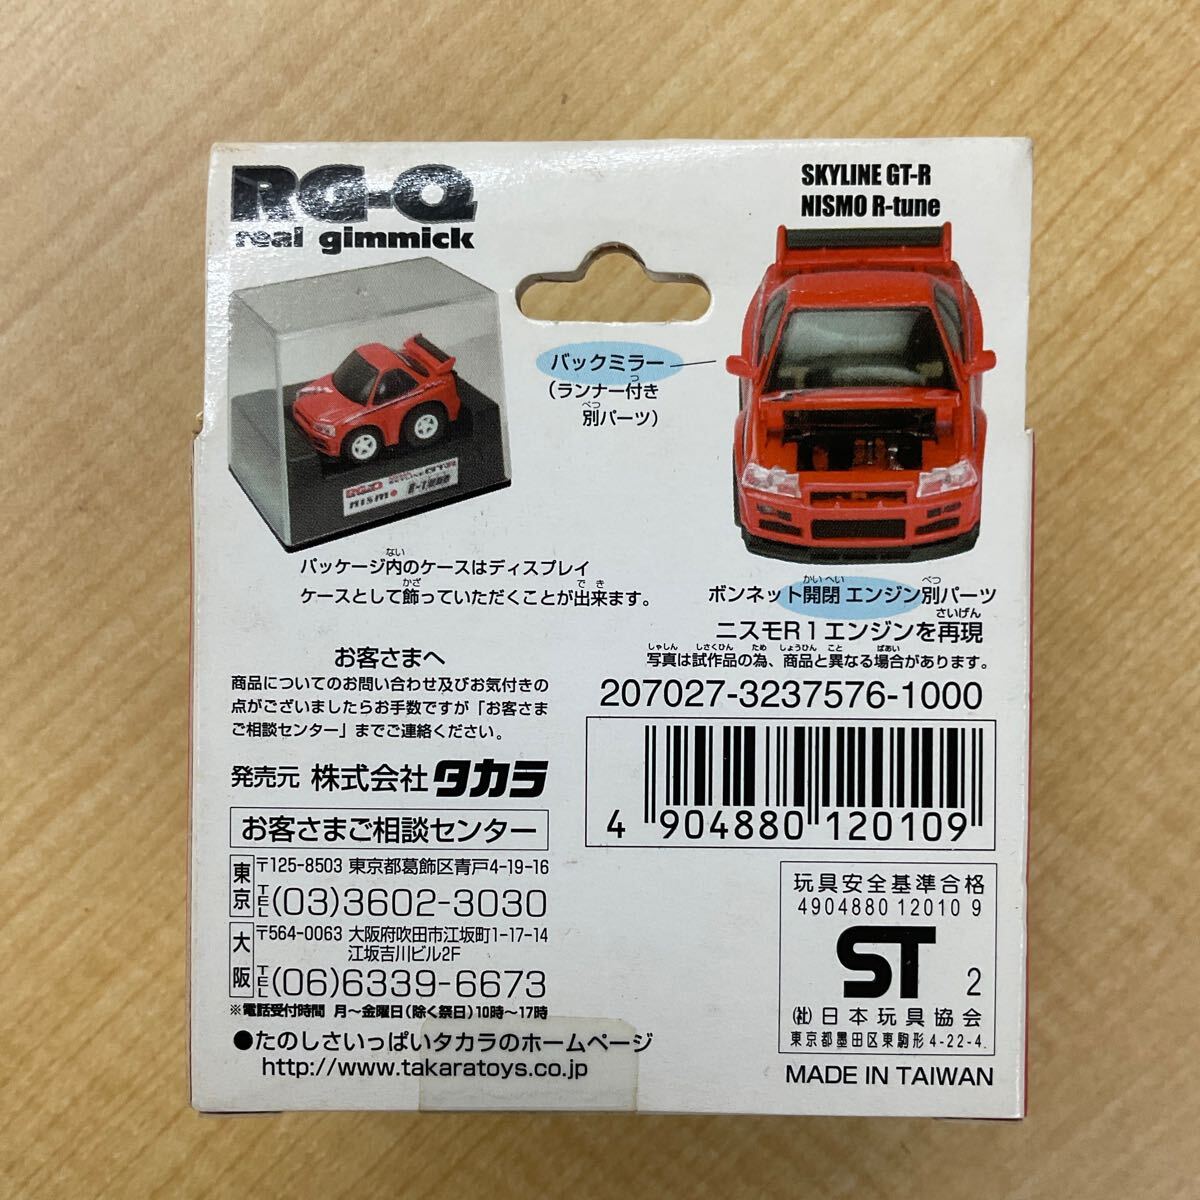 RG-Q
real gimmick
SKYLINE GT-R
NISMO R-tune
バックミラー
(ランナー付き
別パーツ)
RG-Q
nismo R-tune
パッケージ内のケースはディスプレイ
ケースとして飾っていただくことが出来ます。
ボンネット開閉 エンジン別パーツ
ニスモR1エンジンを再現
写真は試作品の為、商品と異なる場合があります。
207027-3237576-1000
4 904880 120109
お客さまへ
商品についてのお問い合わせ及びお気付きの
点がございましたらお手数ですが「お客さま
ご相談センター」までご連絡ください。
発売元 株式会社 タカラ
お客さまご相談センター
東京 〒125-8503 東京都葛飾区青戸4-19-16
TEL (03)3602-3030
大阪 〒564-0063 大阪府吹田市江坂町1-17-14
江坂吉川ビル2F
TEL (06)6339-6673
※電話受付時間 月～金曜日(除く祭日)10時～17時
●たのしさいっぱいタカラのホームページ
http://www.takaratoys.co.jp
玩具安全基準合格
4904880 12010 9
ST 2
(社)日本玩具協会
東京都墨田区東駒形4-22-4.
MADE IN TAIWAN